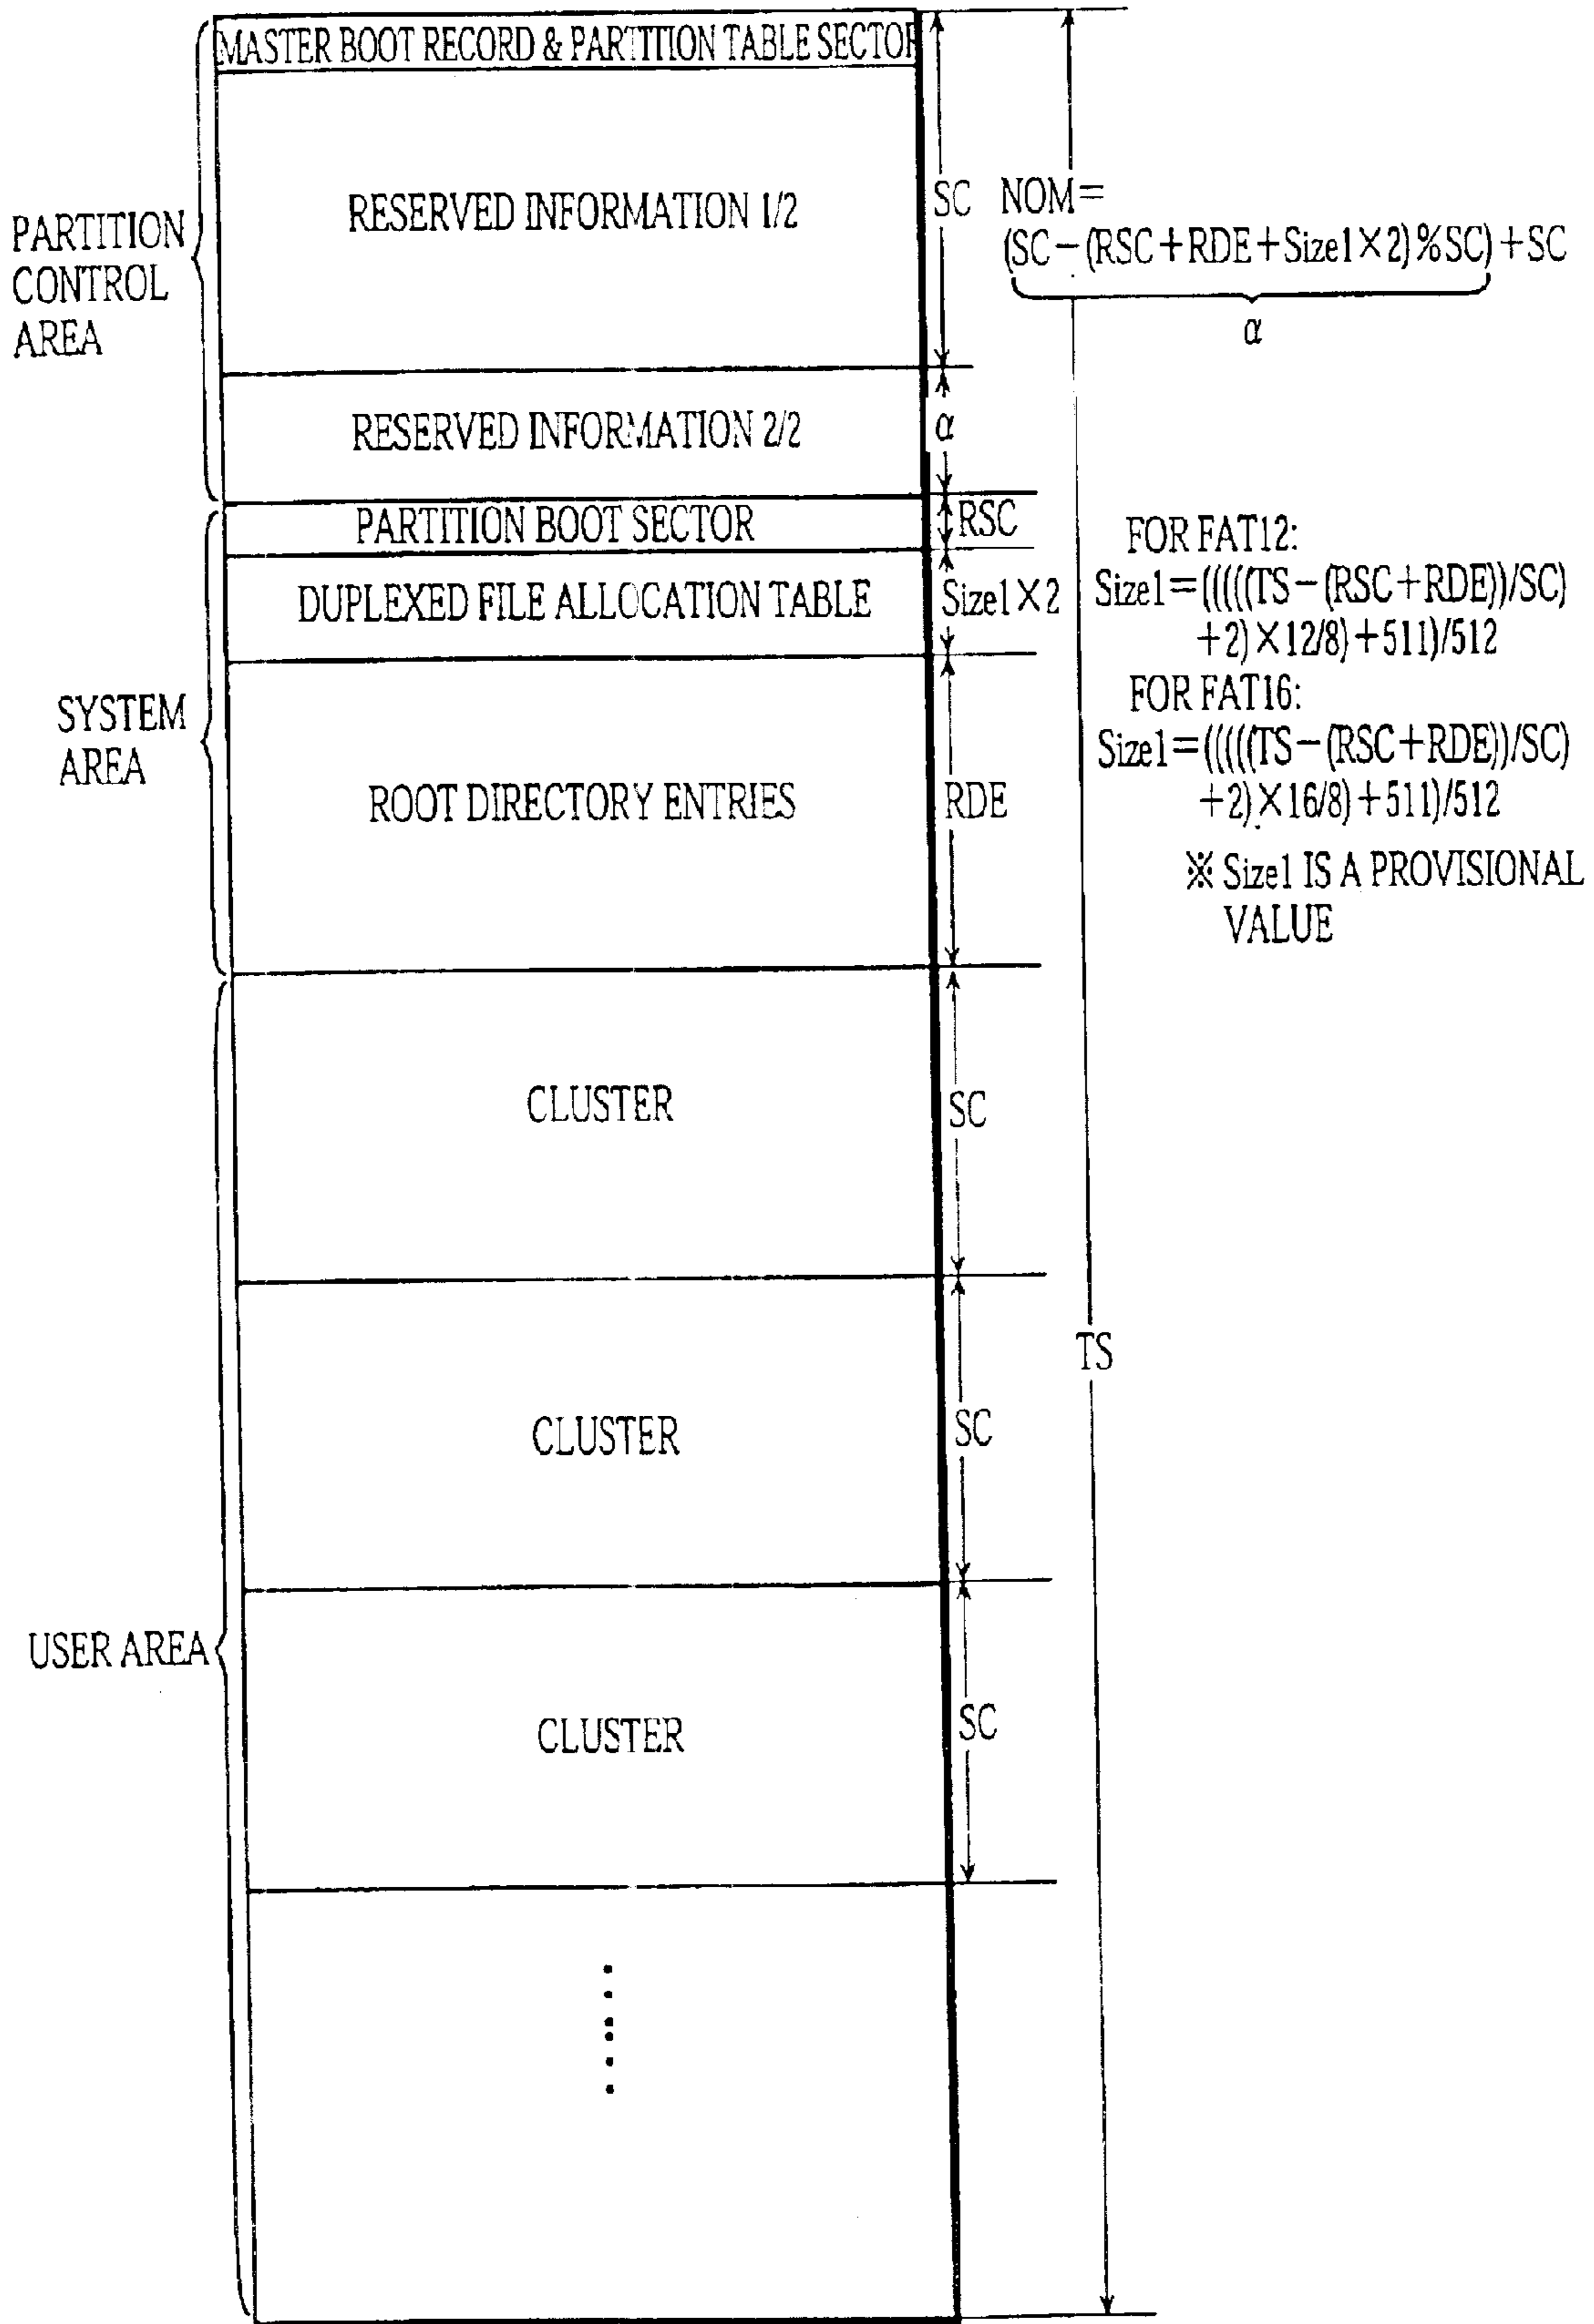 MASTER BOOT RECORD & PARTITION TABLE SECTOR
PARTITION
CONTROL
AREA
RESERVED INFORMATION 1/2
SC
NOM=
(SC-(RSC+RDE+Size1×2)%SC)+SC
α
RESERVED INFORMATION 2/2
α
PARTITION BOOT SECTOR
RSC
DUPLEXED FILE ALLOCATION TABLE
Size1×2
FOR FAT12:
Size1=(((((TS-(RSC+RDE))/SC)
+2)×12/8)+511)/512
FOR FAT16:
Size1=(((((TS-(RSC+RDE))/SC)
+2)×16/8)+511)/512
※ Size1 IS A PROVISIONAL
VALUE
SYSTEM
AREA
ROOT DIRECTORY ENTRIES
RDE
CLUSTER
SC
TS
CLUSTER
SC
USER AREA
CLUSTER
SC